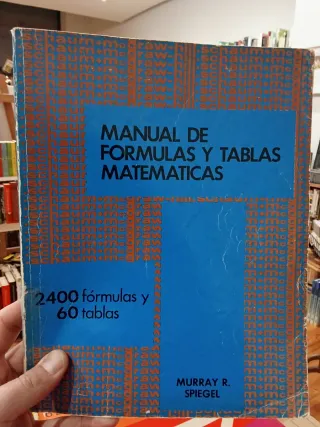 MANUAL DE
FORMULAS Y TABLAS
MATEMATICAS
2400 fórmulas y
60 tablas
MURRAY R.
SPIEGEL